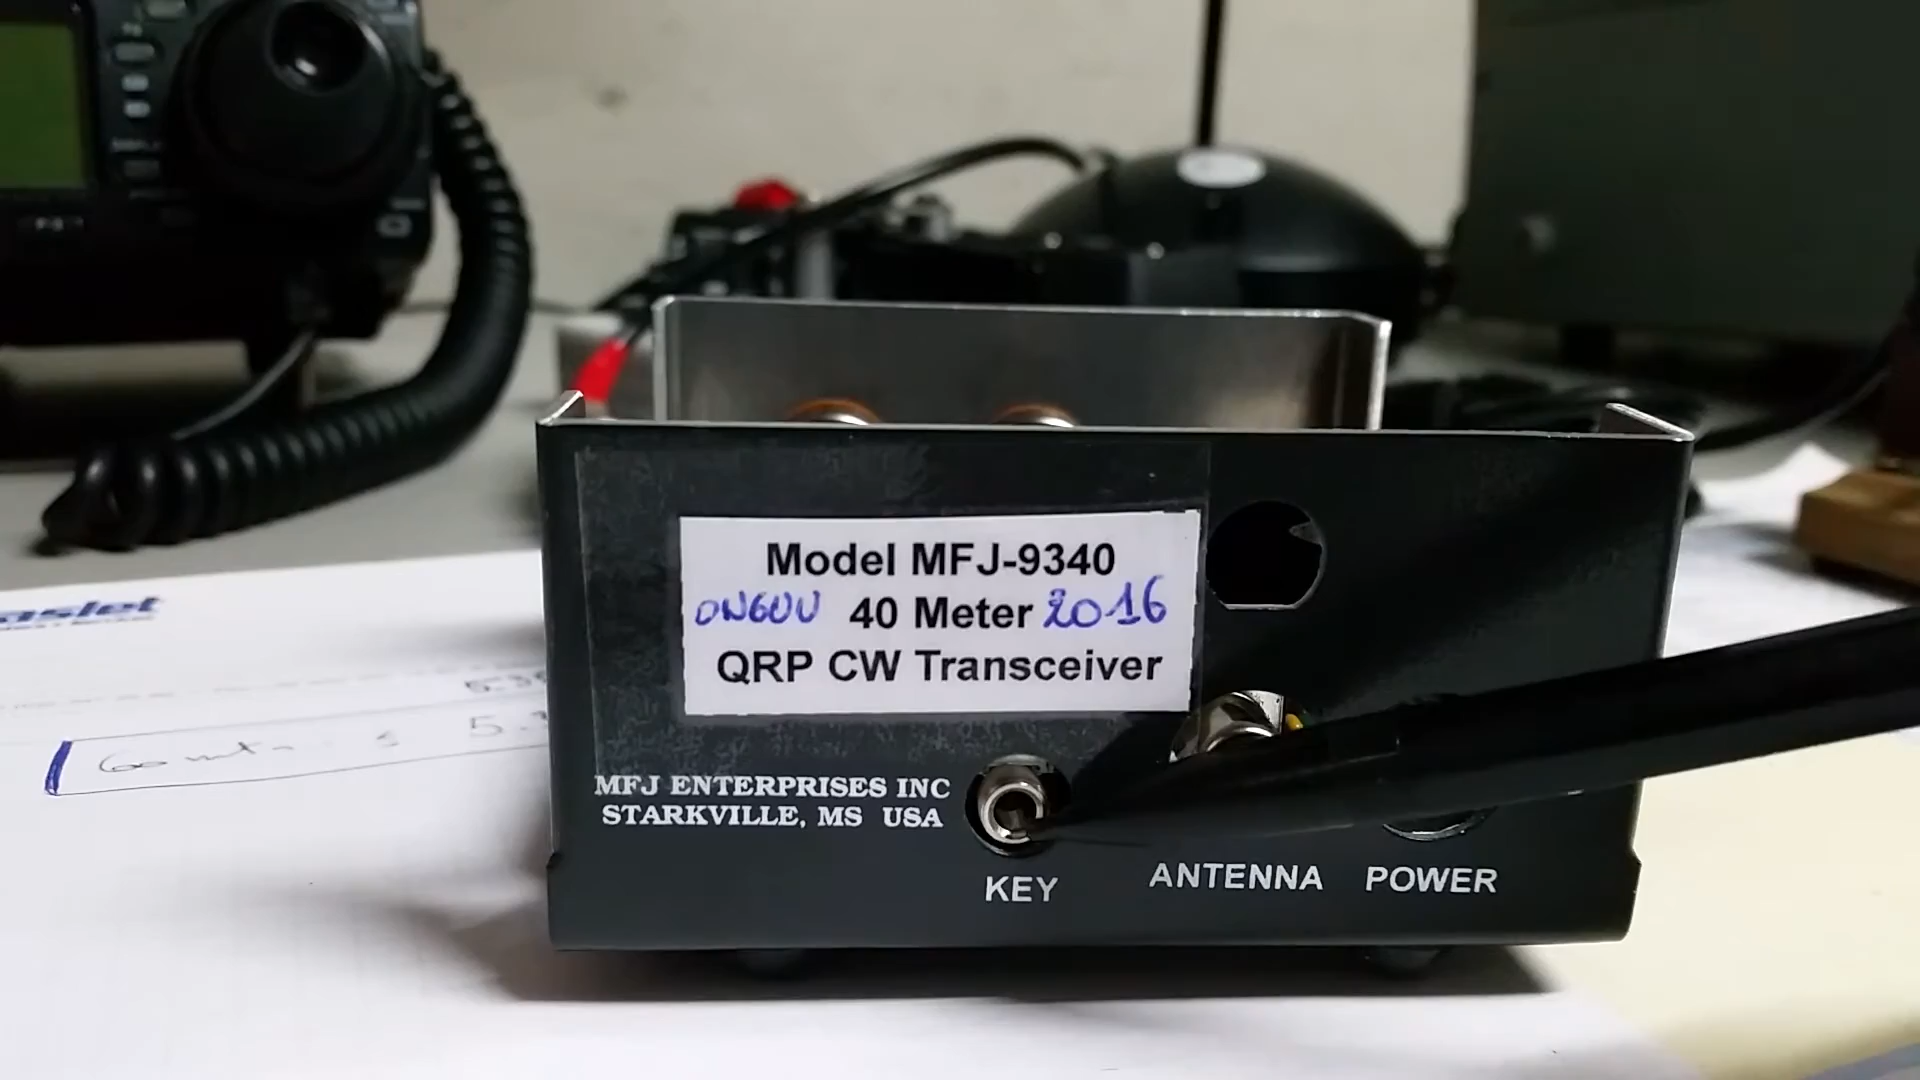 Model MFJ-9340
ON6UU 40 Meter 2016
QRP CW Transceiver
MFJ ENTERPRISES INC
STARKVILLE, MS USA
KEY
ANTENNA
POWER